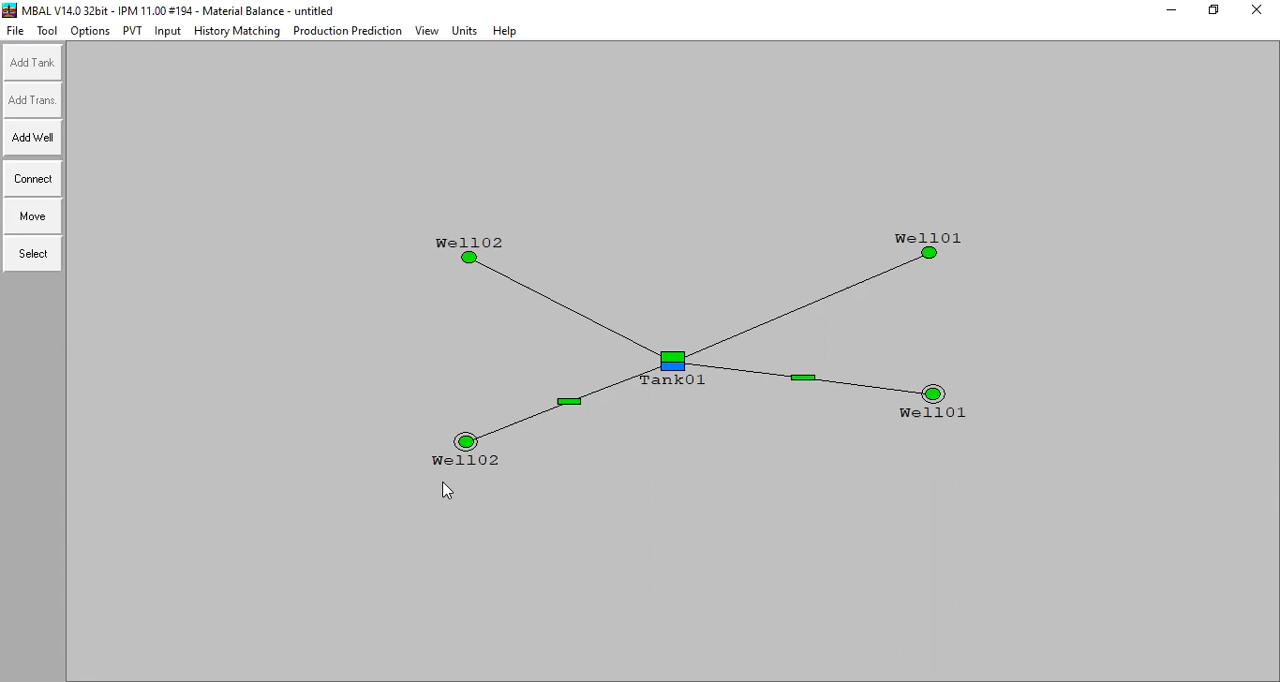 MBAL V14.0 32bit - IPM 11.00 #194 - Material Balance - untitled
File Tool Options PVT Input History Matching Production Prediction View Units Help
Add Tank
Add Trans.
Add Well
Connect
Move
Select
Well02
Well01
Tank01
Well01
Well02